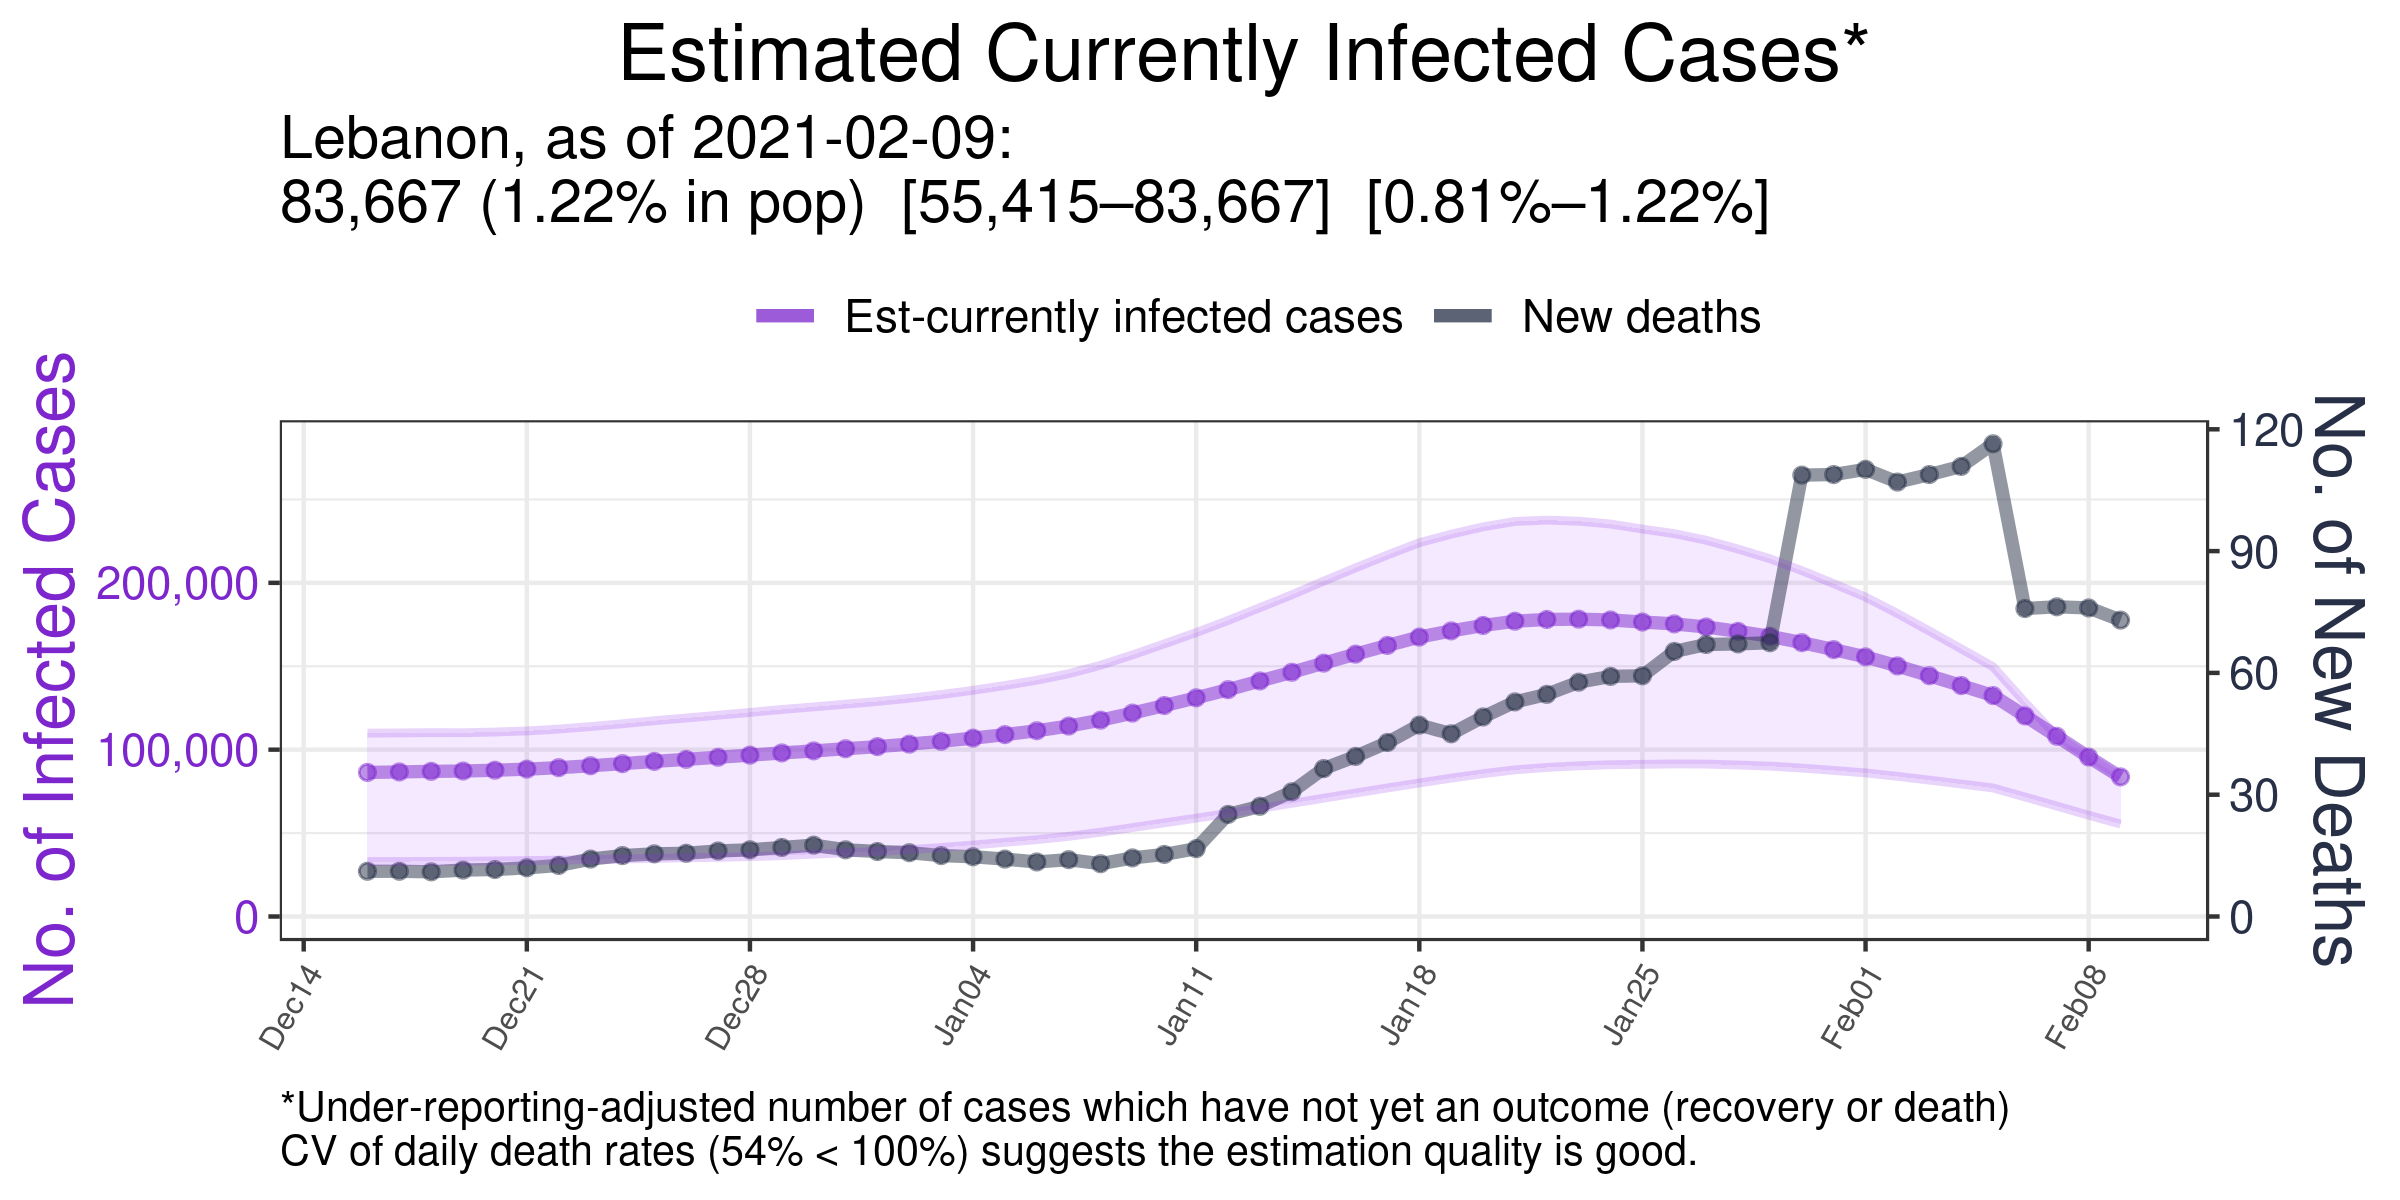 Estimated Currently Infected Cases*
Lebanon, as of 2021-02-09:
83,667 (1.22% in pop)  [55,415–83,667]  [0.81%–1.22%]
Est-currently infected cases
New deaths
No. of Infected Cases
200,000
100,000
0
120
90
60
30
0
No. of New Deaths
Dec14
Dec21
Dec28
Jan04
Jan11
Jan18
Jan25
Feb01
Feb08
*Under-reporting-adjusted number of cases which have not yet an outcome (recovery or death)
CV of daily death rates (54% < 100%) suggests the estimation quality is good.